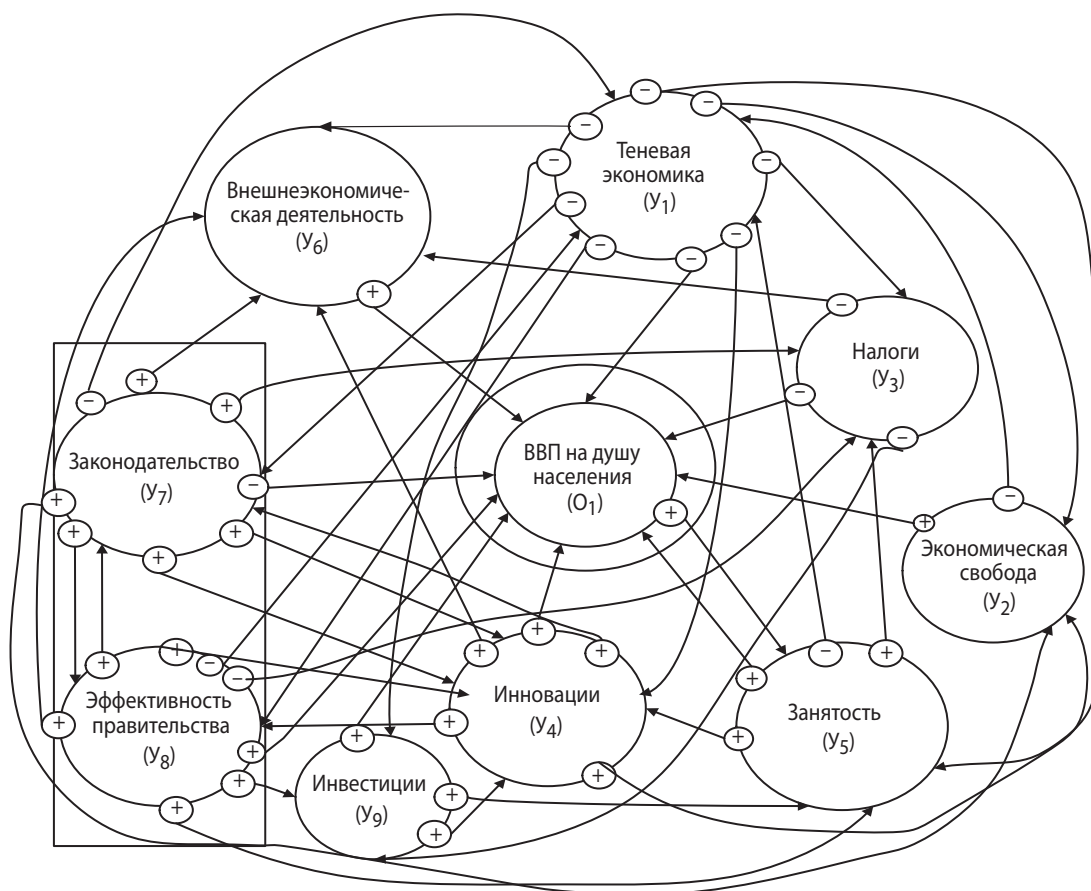 Теневая
экономика
(У1)
Внешнеэкономиче-
ская деятельность
(У6)
Налоги
(У3)
ВВП на душу
населения
(О1)
Законодательство
(У7)
Экономическая
свобода
(У2)
Эффективность
правительства
(У8)
Инновации
(У4)
Занятость
(У5)
Инвестиции
(У9)